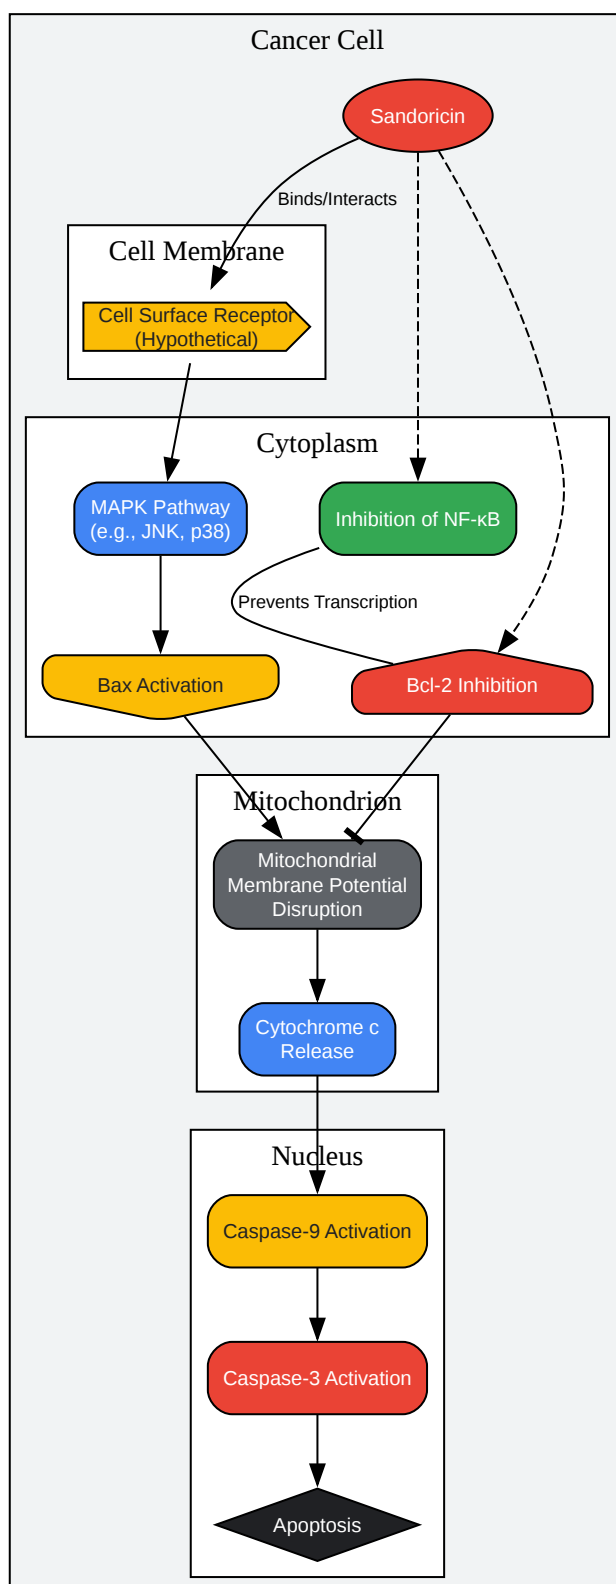 Cancer Cell
Sandoricin
Binds/Interacts
Cell Membrane
Cell Surface Receptor
(Hypothetical)
Cytoplasm
MAPK Pathway
(e.g., JNK, p38)
Inhibition of NF-κB
Prevents Transcription
Bax Activation
Bcl-2 Inhibition
Mitochondrion
Mitochondrial
Membrane Potential
Disruption
Cytochrome c
Release
Nucleus
Caspase-9 Activation
Caspase-3 Activation
Apoptosis